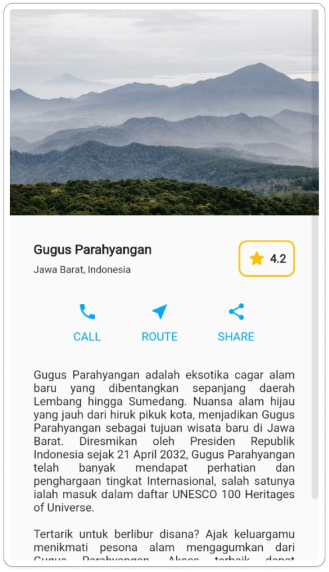 Gugus Parahyangan
Jawa Barat, Indonesia
4.2
CALL ROUTE SHARE
Gugus Parahyangan adalah eksotika cagar alam
baru yang dibentangkan sepanjang daerah
Lembang hingga Sumedang. Nuansa alam hijau
yang jauh dari hiruk pikuk kota, menjadikan Gugus
Parahyangan sebagai tujuan wisata baru di Jawa
Barat. Diresmikan oleh Presiden Republik
Indonesia sejak 21 April 2032, Gugus Parahyangan
telah banyak mendapat perhatian dan
penghargaan tingkat Internasional, salah satunya
ialah masuk dalam daftar UNESCO 100 Heritages
of Universe.
Tertarik untuk berlibur disana? Ajak keluargamu
menikmati pesona alam mengagumkan dari
Gugus Parahyangan. Akses terbaik dapat